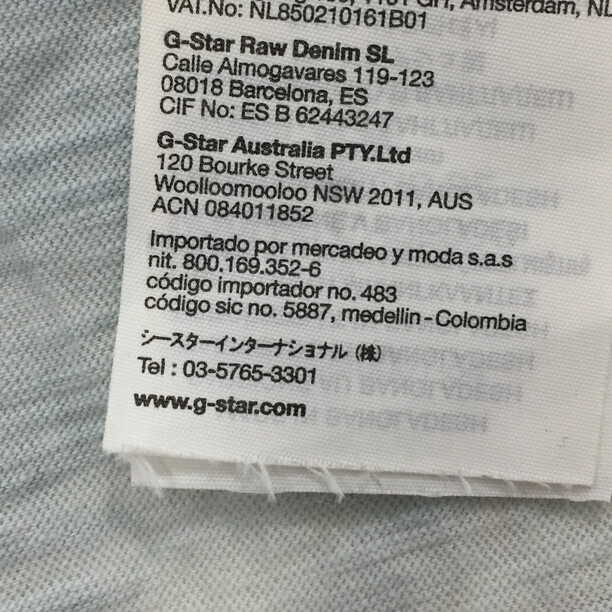 VAT.No: NL850210161B01
G-Star Raw Denim SL
Calle Almogavares 119-123
08018 Barcelona, ES
CIF No: ES B 62443247
G-Star Australia PTY.Ltd
120 Bourke Street
Woolloomooloo NSW 2011, AUS
ACN 084011852
Importado por mercadeo y moda s.a.s
nit. 800.169.352-6
código importador no. 483
código sic no. 5887, medellin-Colombia
シースターインターナショナル (株)
Tel : 03-5765-3301
www.g-star.com